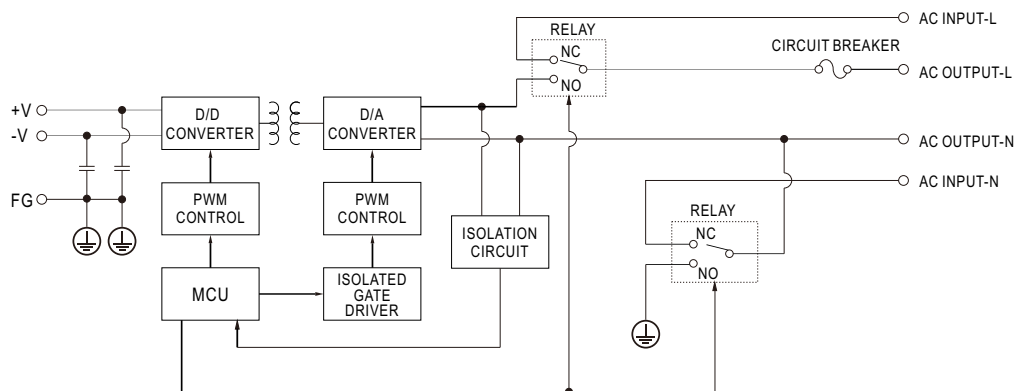 AC INPUT-L
RELAY
CIRCUIT BREAKER
NC
AC OUTPUT-L
NO
+V
D/D
CONVERTER
D/A
CONVERTER
-V
AC OUTPUT-N
AC INPUT-N
FG
PWM
CONTROL
PWM
CONTROL
RELAY
ISOLATION
CIRCUIT
NC
NO
MCU
ISOLATED
GATE
DRIVER